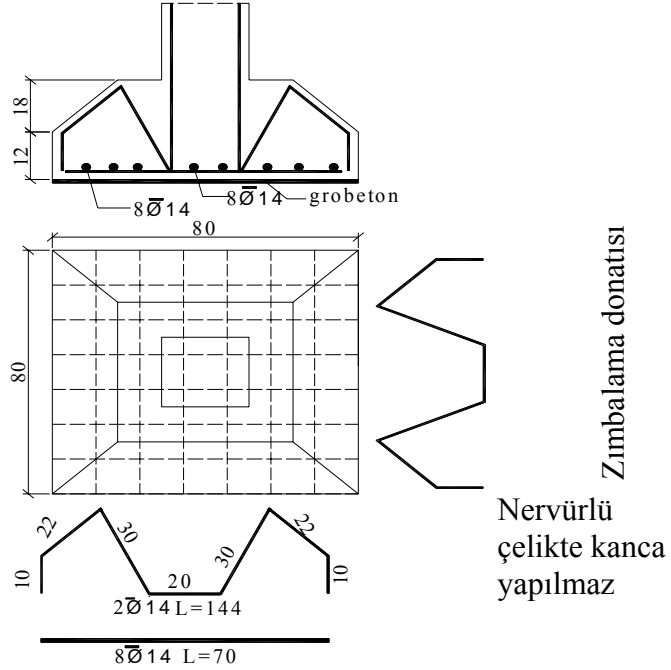 18
12
8Ø14
8Ø14
grobeton
80
80
Zımbalama donatısı
22
30
20
30
22
10
10
2Ø14 L=144
8Ø14 L=70
Nervürlü
çelikte kanca
yapılmaz